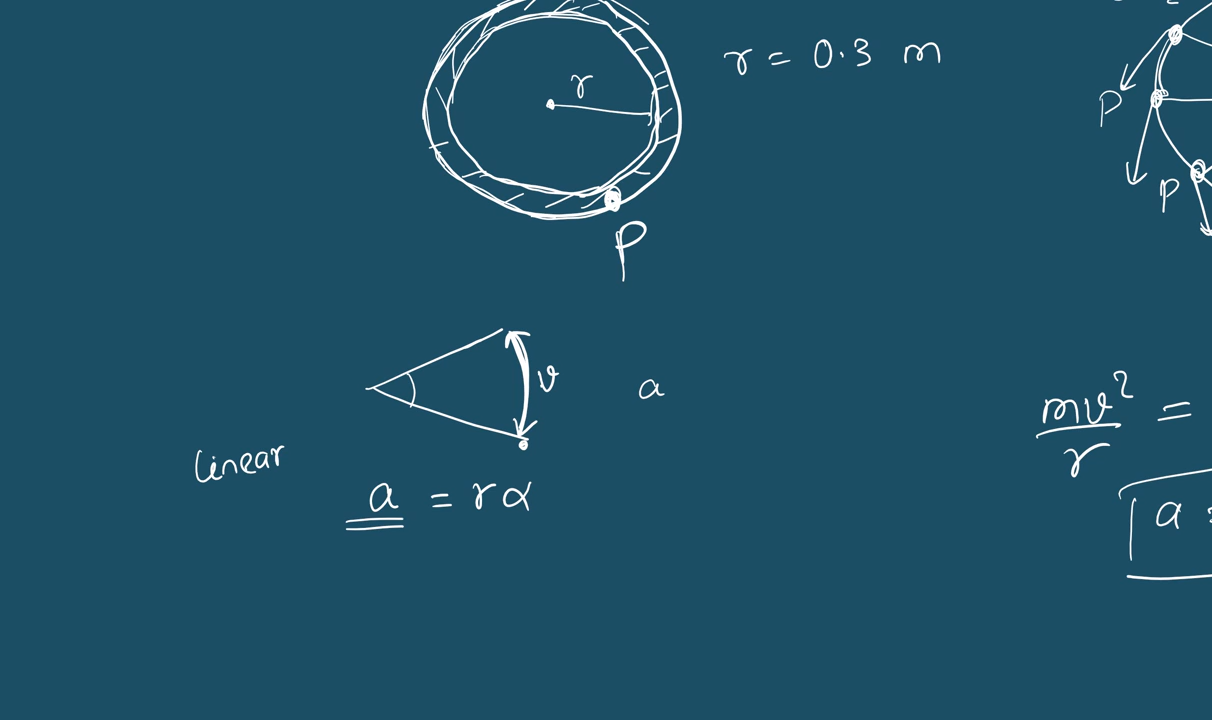 r
r = 0.3 m
P
P
P
v
a
linear
a = rα
mv² =
r
a